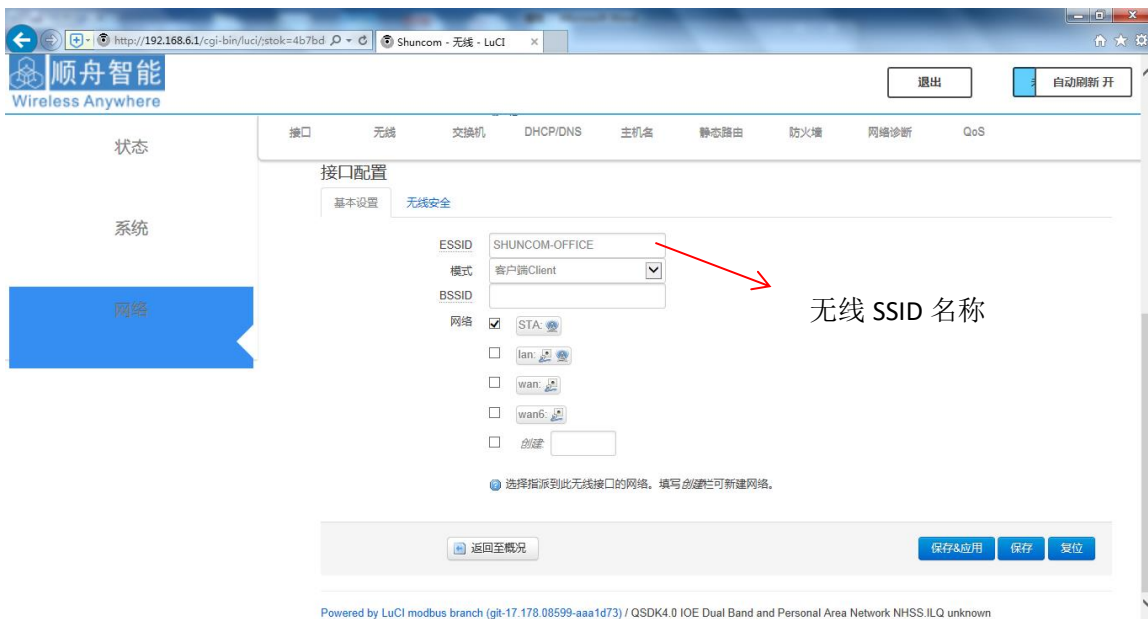 http://192.168.6.1/cgi-bin/luci/;stok=4b7bd
Shuncom - 无线 - LuCI
顺舟智能
Wireless Anywhere
退出
自动刷新 开
状态
系统
网络
接口 无线 交换机 DHCP/DNS 主机名 静态路由 防火墙 网络诊断 QoS
接口配置
基本设置 无线安全
ESSID SHUNCOM-OFFICE
模式 客户端Client
BSSID
无线 SSID 名称
网络 STA:
lan:
wan:
wan6:
创建:
选择指派到此无线接口的网络。填写创建栏可新建网络。
返回至概况 保存&应用 保存 复位
Powered by LuCI modbus branch (git-17.178.08599-aaa1d73) / QSDK4.0 IOE Dual Band and Personal Area Network NHSS.ILQ unknown